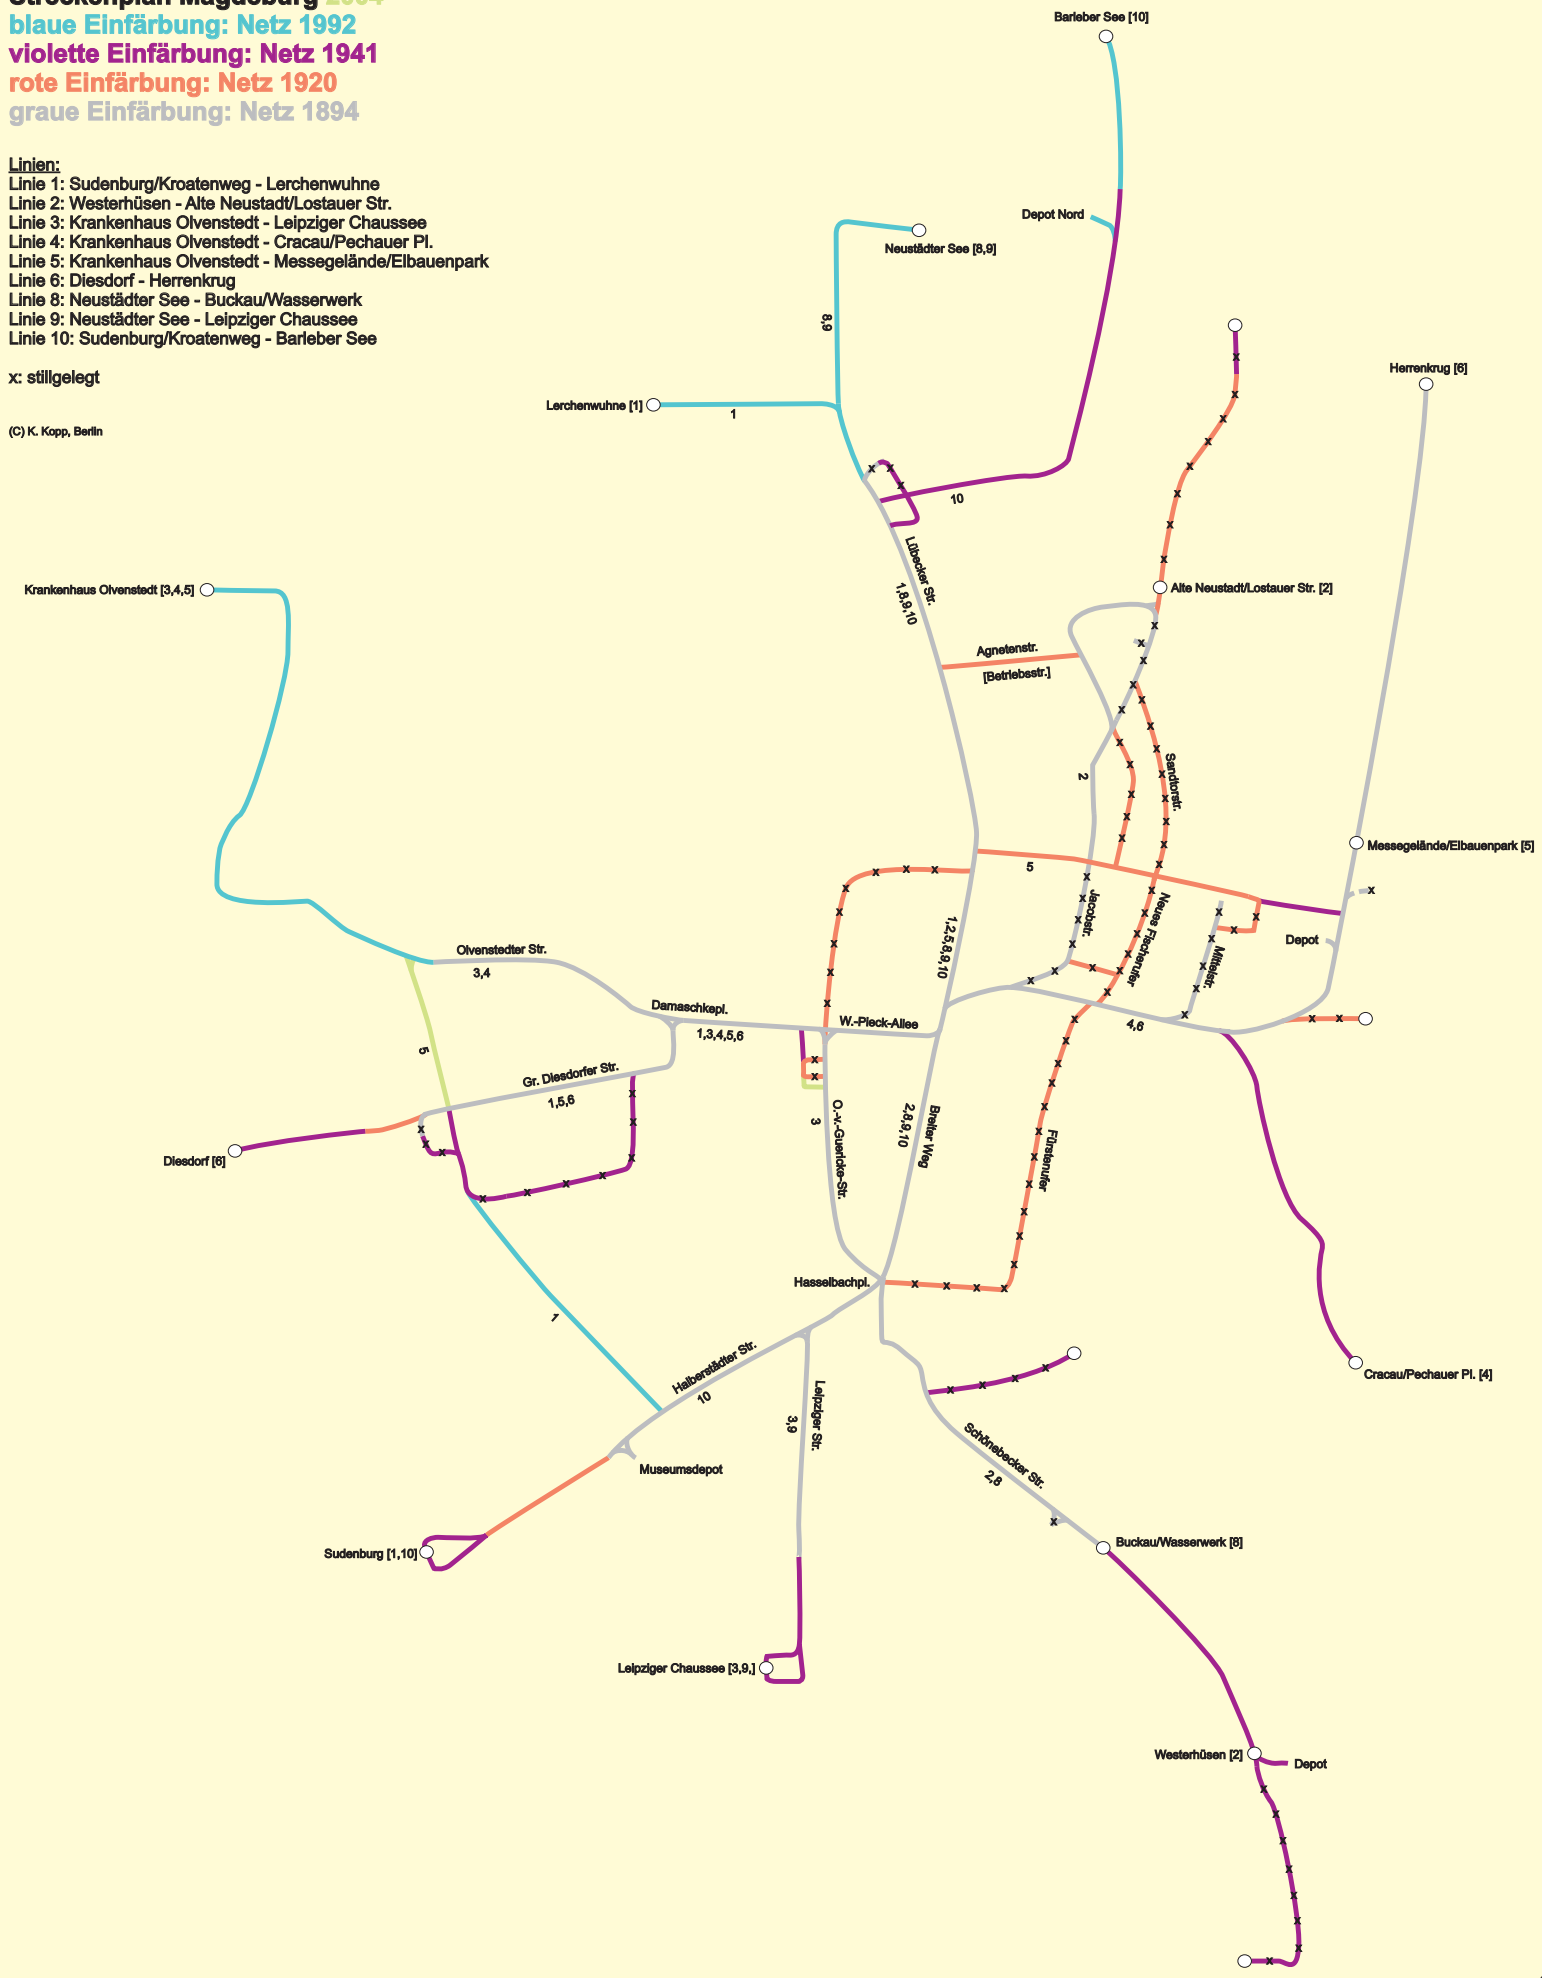 Streckenplan Magdeburg 2004
blaue Einfärbung: Netz 1992
violette Einfärbung: Netz 1941
rote Einfärbung: Netz 1920
graue Einfärbung: Netz 1894
Linien:
Linie 1: Sudenburg/Kroatenweg - Lerchenwuhne
Linie 2: Westerhüsen - Alte Neustadt/Lostauer Str.
Linie 3: Krankenhaus Olvenstedt - Leipziger Chaussee
Linie 4: Krankenhaus Olvenstedt - Cracau/Pechauer Pl.
Linie 5: Krankenhaus Olvenstedt - Messegelände/Elbauenpark
Linie 6: Diesdorf - Herrenkrug
Linie 8: Neustädter See - Buckau/Wasserwerk
Linie 9: Neustädter See - Leipziger Chaussee
Linie 10: Sudenburg/Kroatenweg - Barleber See
x: stillgelegt
(C) K. Kopp, Berlin
Barleber See [10]
Depot Nord
Neustädter See [8,9]
8,9
Herrenkrug [6]
Lerchenwuhne [1]
1
10
Lübecker Str.
1,8,9,10
Krankenhaus Olvenstedt [3,4,5]
Alte Neustadt/Lostauer Str. [2]
Agnetenstr.
[Betriebsstr.]
2
Sandtorstr.
Messegelände/Elbauenpark [5]
5
Jacobstr.
Neues Fischerufer
1,2,5,8,9,10
Mittelstr.
Depot
Olvenstedter Str.
3,4
Damaschkepl.
1,3,4,5,6
W.-Pieck-Allee
4,6
5
Gr. Diesdorfer Str.
1,5,6
3
O.-v.-Guericke-Str.
2,8,9,10
Breiter Weg
Fürstenufer
Diesdorf [6]
Hasselbachpl.
1
Halberstädter Str.
10
Cracau/Pechauer Pl. [4]
3,9
Leipziger Str.
Schönebecker Str.
2,8
Museumsdepot
Buckau/Wasserwerk [8]
Sudenburg [1,10]
Leipziger Chaussee [3,9,]
Westerhüsen [2]
Depot